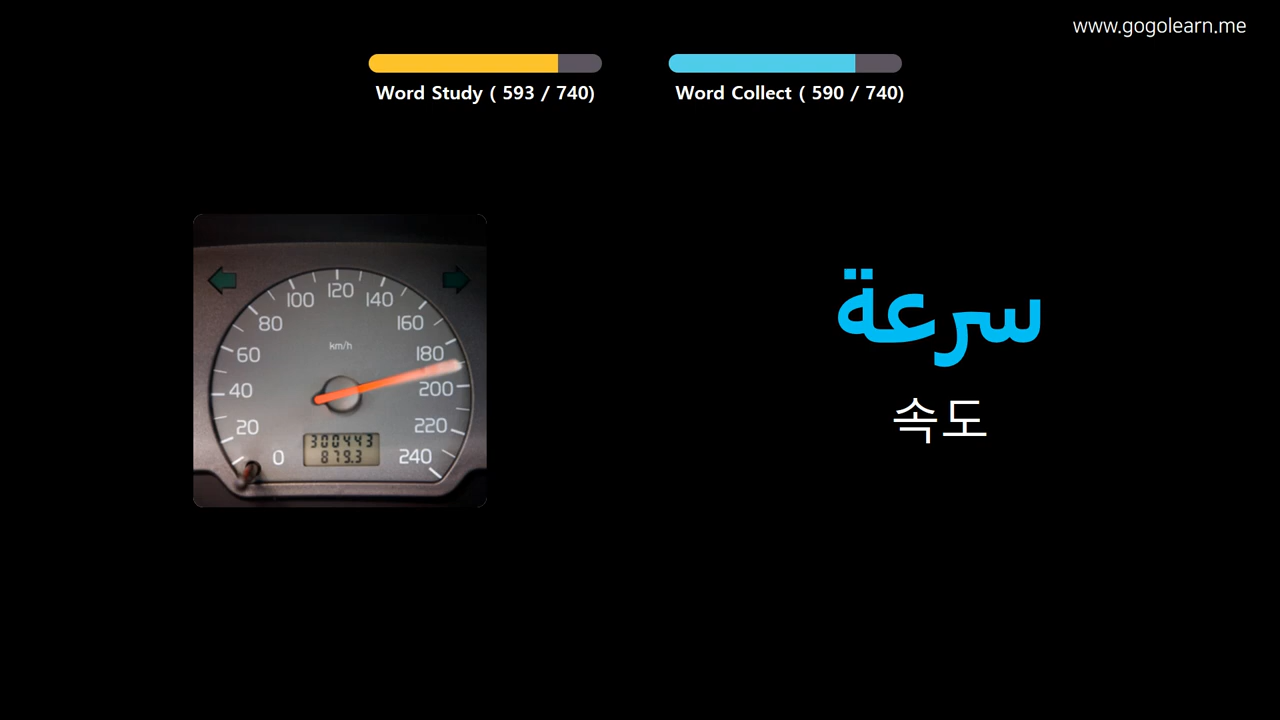 www.gogolearn.me
Word Study ( 593 / 740)
Word Collect ( 590 / 740)
0
20
40
60
80
100
120
140
160
180
200
220
240
km/h
300443
879.3
سرعة
속도